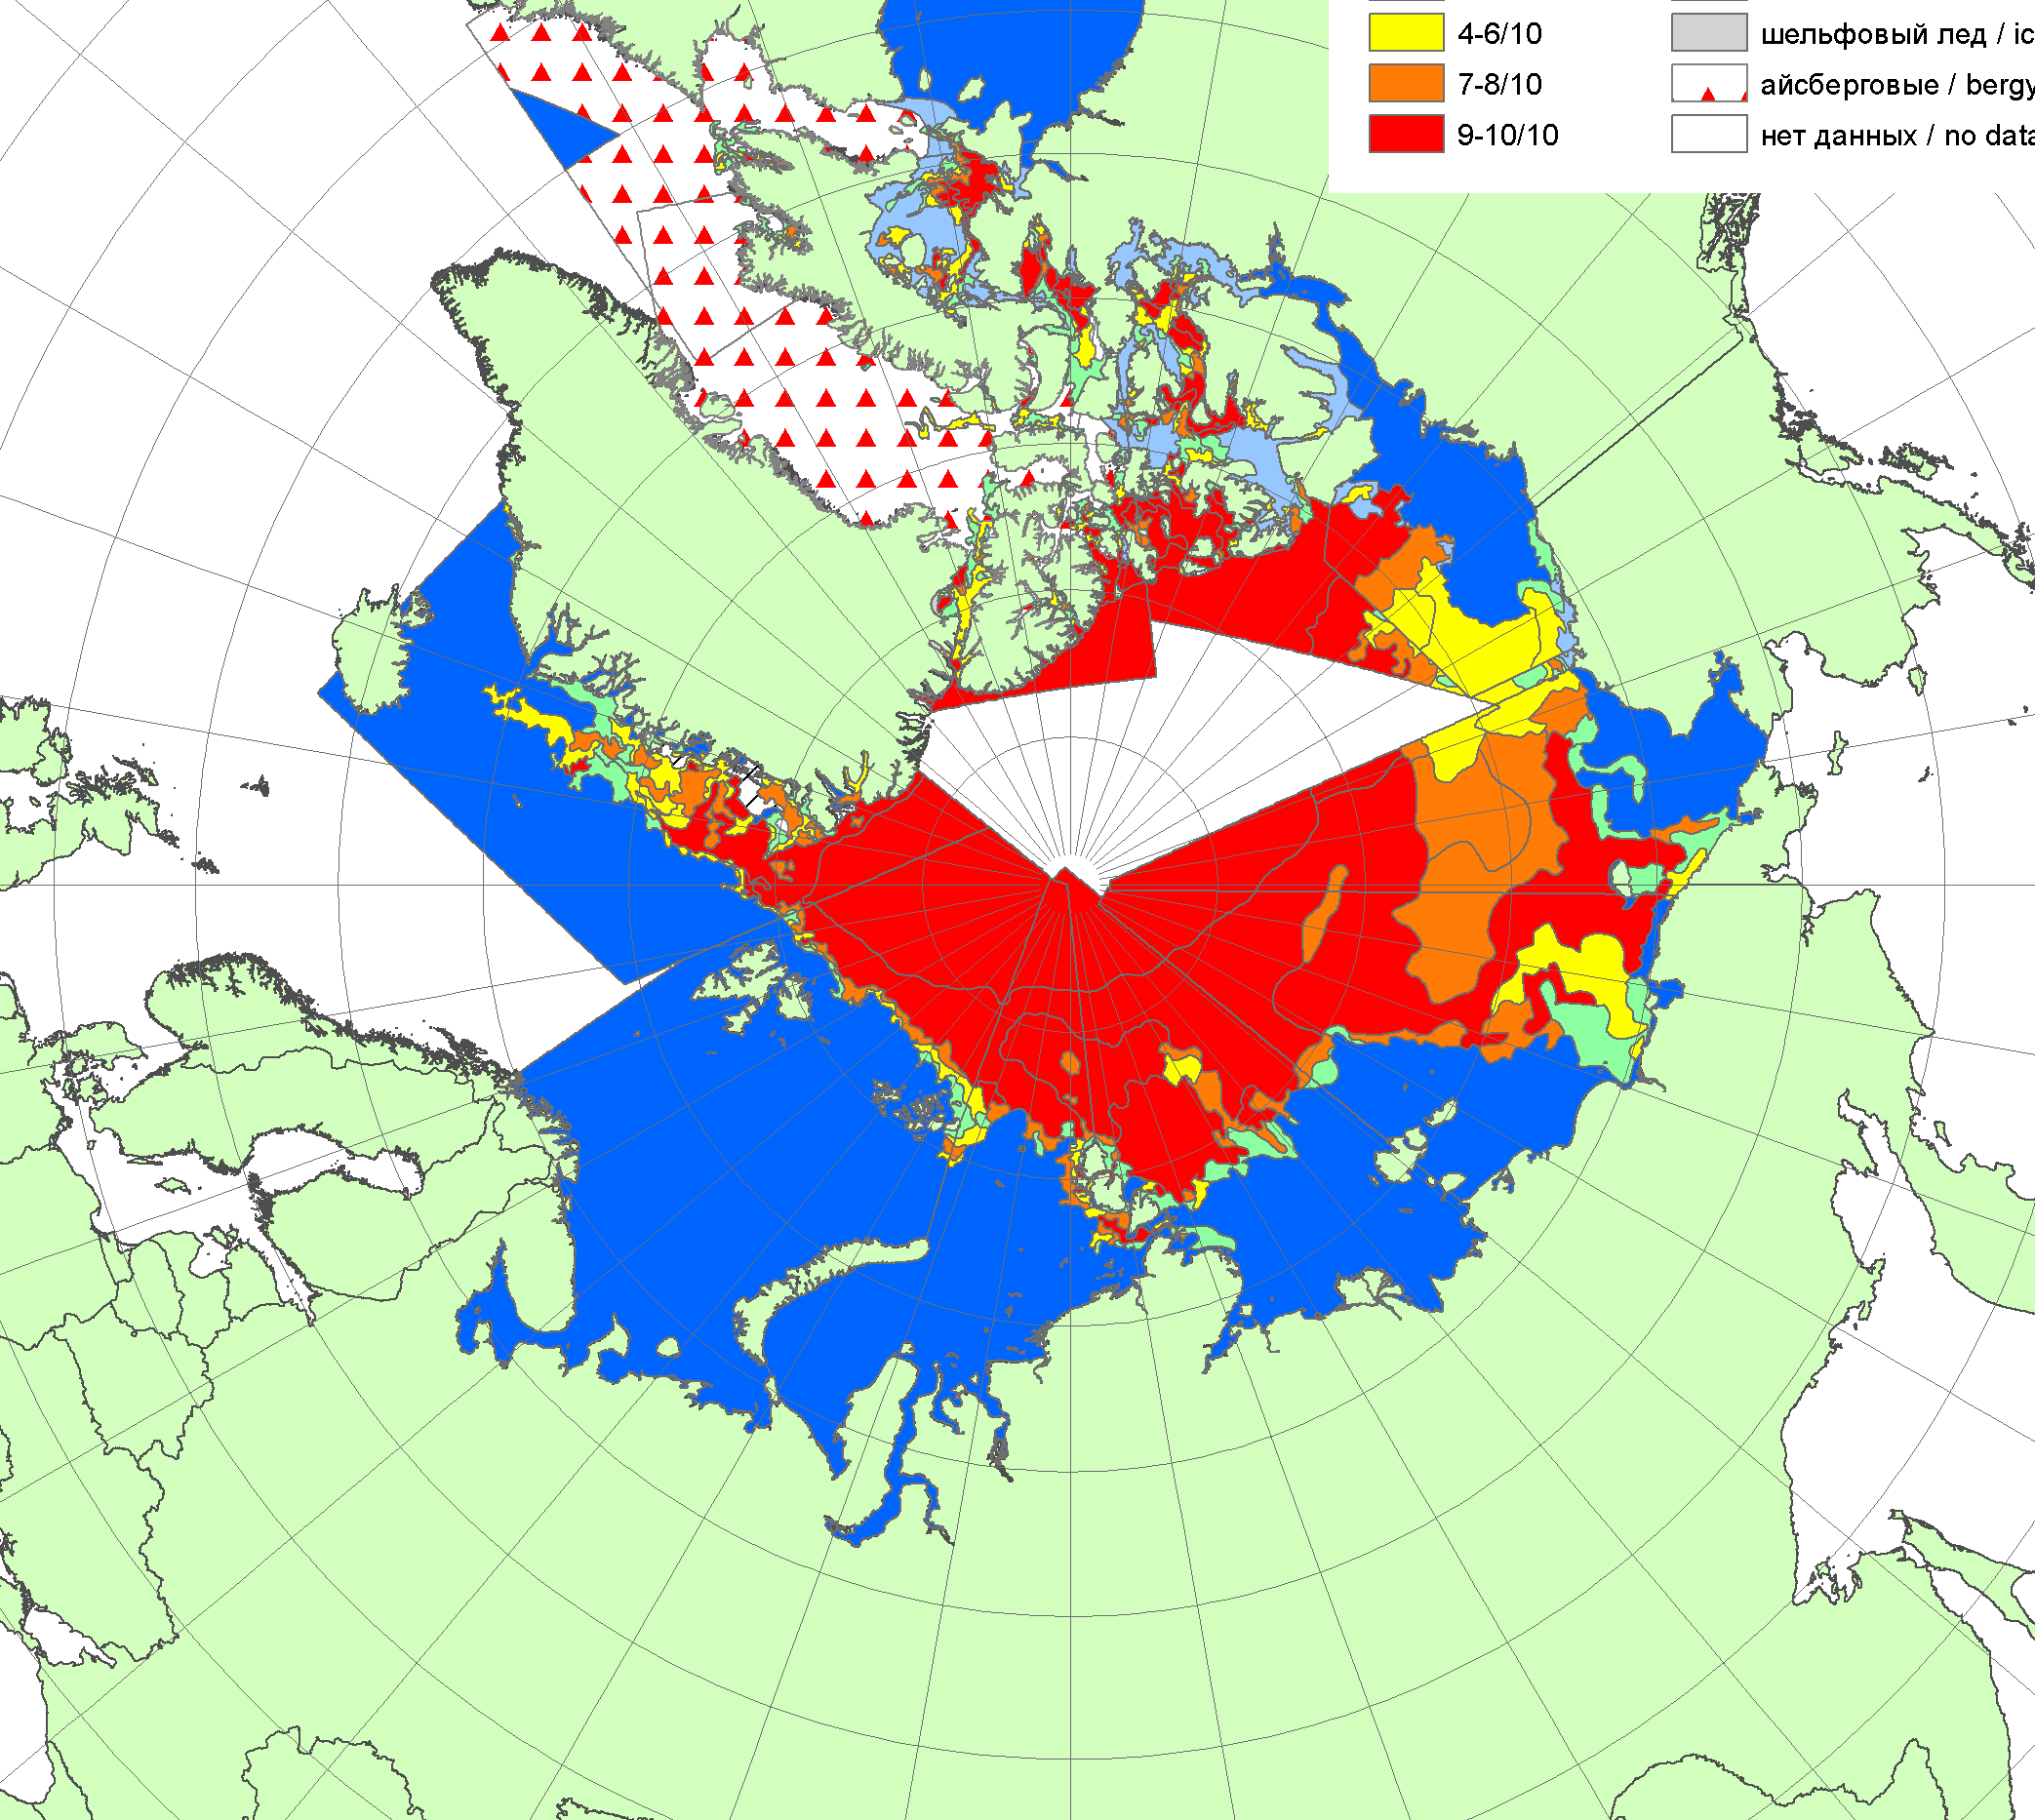 4-6/10
шельфовый лед / ic
7-8/10
айсберговые / bergy
9-10/10
нет данных / no data